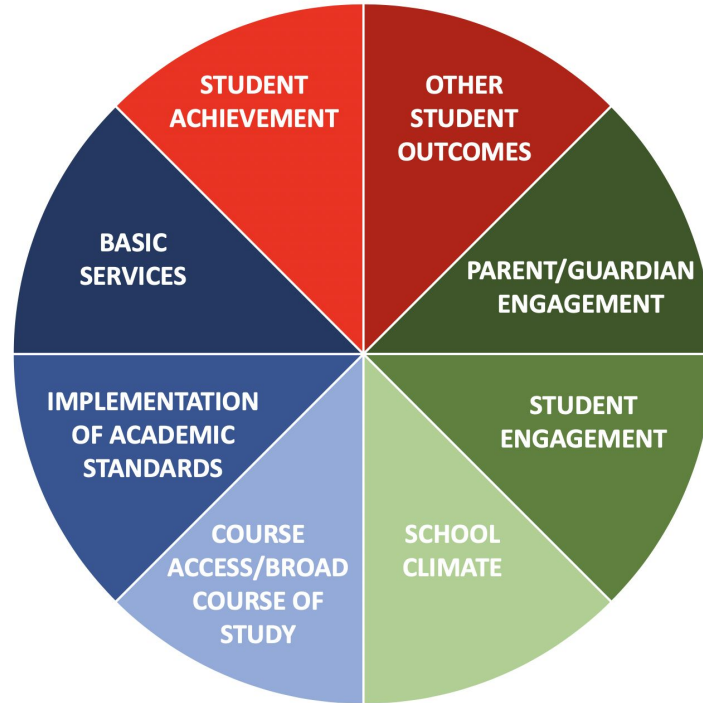 STUDENT
ACHIEVEMENT
OTHER
STUDENT
OUTCOMES
BASIC
SERVICES
PARENT/GUARDIAN
ENGAGEMENT
IMPLEMENTATION
OF ACADEMIC
STANDARDS
STUDENT
ENGAGEMENT
COURSE
ACCESS/BROAD
COURSE OF
STUDY
SCHOOL
CLIMATE